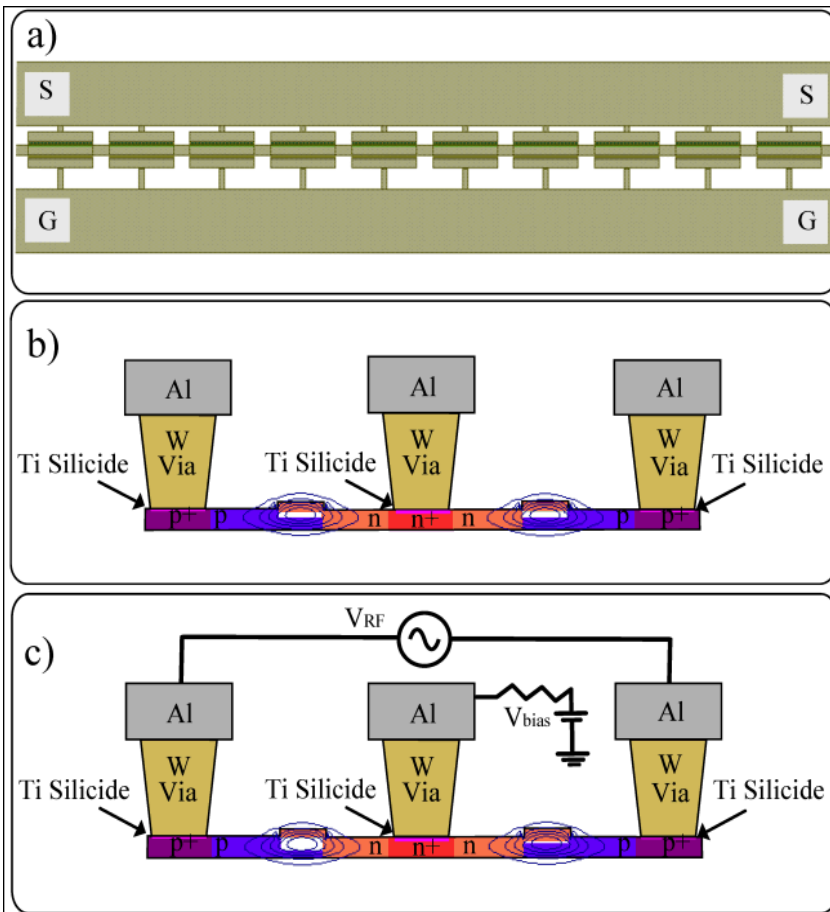 a)
S S
G G
b)
Al Al Al
W W W
Via Via Via
Ti Silicide Ti Silicide Ti Silicide
p+ p n n+ n p p+
c)
VRF
Al Al Al
Vbias
W W W
Via Via Via
Ti Silicide Ti Silicide Ti Silicide
p+ p n n+ n p p+